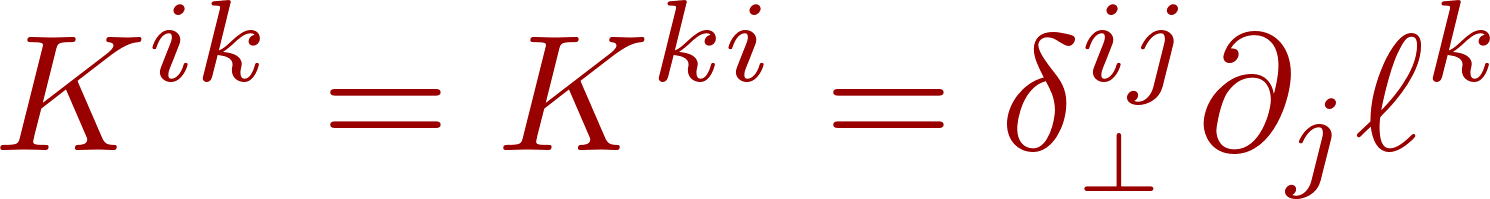 $K^{ik} = K^{ki} = \delta_{\perp}^{ij} \partial_j \ell^k$